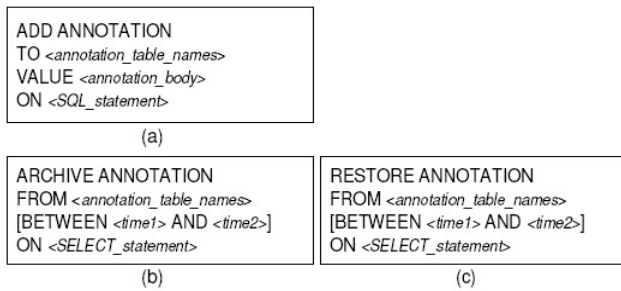 ADD ANNOTATION
TO <annotation_table_names>
VALUE <annotation_body>
ON <SQL_statement>
(a)
ARCHIVE ANNOTATION
FROM <annotation_table_names>
[BETWEEN <time1> AND <time2>]
ON <SELECT_statement>
(b)
RESTORE ANNOTATION
FROM <annotation_table_names>
[BETWEEN <time1> AND <time2>]
ON <SELECT_statement>
(c)